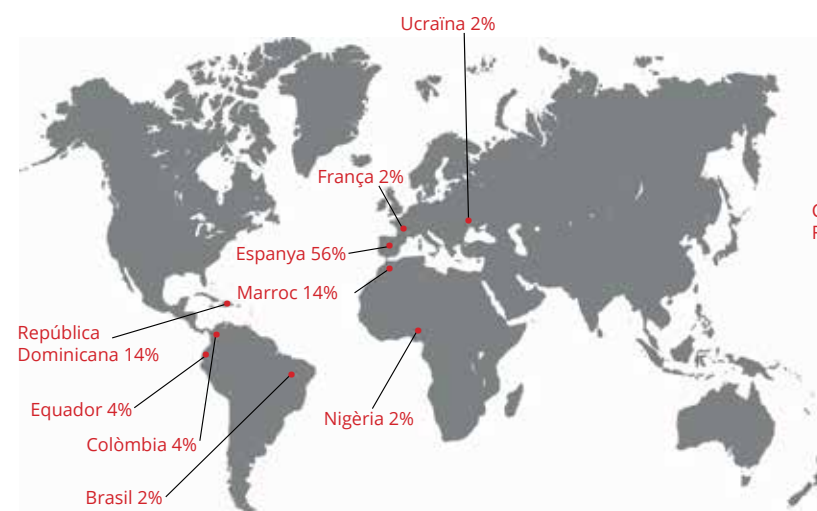 Ucraïna 2%
França 2%
Espanya 56%
Marroc 14%
República
Dominicana 14%
Equador 4%
Colòmbia 4%
Brasil 2%
Nigèria 2%